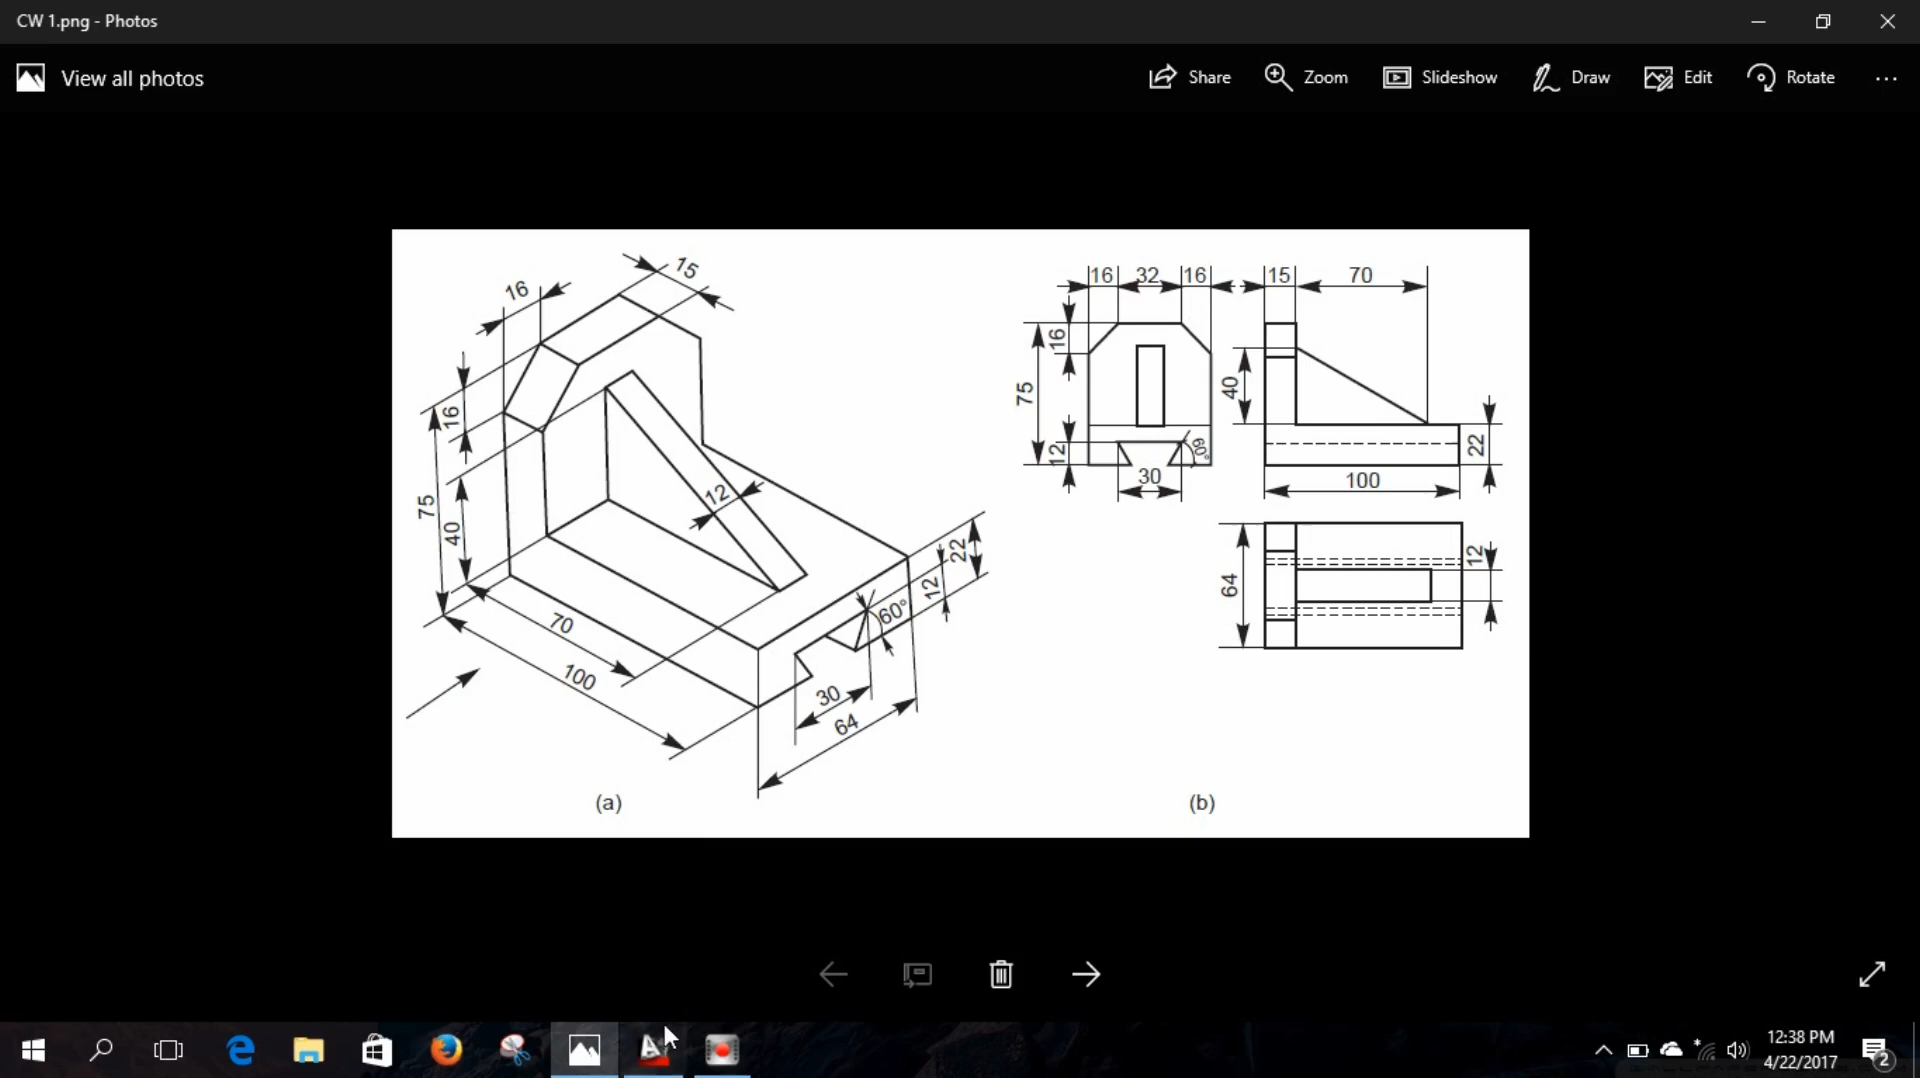 CW 1.png - Photos
View all photos
Share
Zoom
Slideshow
Draw
Edit
Rotate
16
15
16
75
40
12
70
100
22
12
60°
30
64
(a)
16
32
16
15
70
16
75
12
60°
30
40
22
100
64
12
(b)
12:38 PM
4/22/2017
2